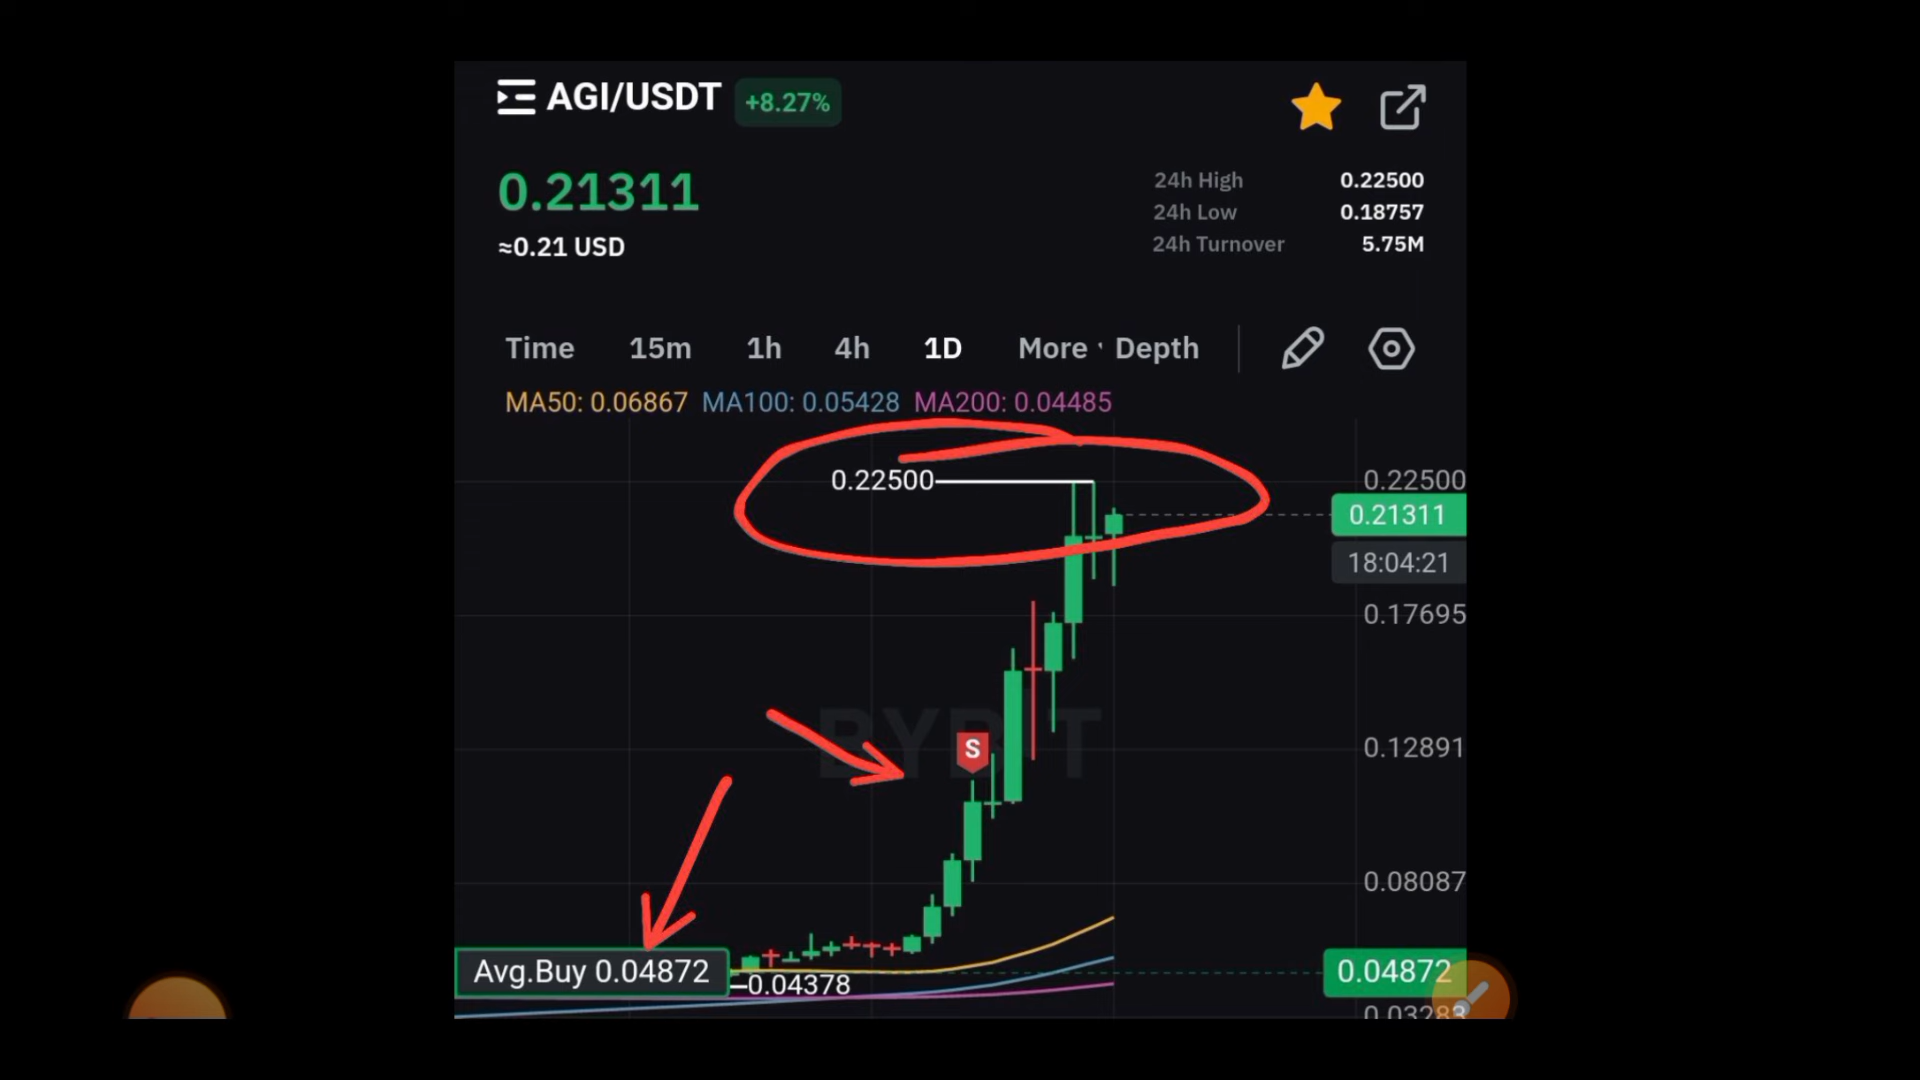 AGI/USDT +8.27%
0.21311
≈0.21 USD
24h High 0.22500
24h Low 0.18757
24h Turnover 5.75M
Time 15m 1h 4h 1D More Depth
MA50: 0.06867 MA100: 0.05428 MA200: 0.04485
0.22500 0.22500
0.21311
18:04:21
0.17695
BYBIT
S
0.12891
0.08087
Avg.Buy 0.04872 0.04872
0.04378
0.03283